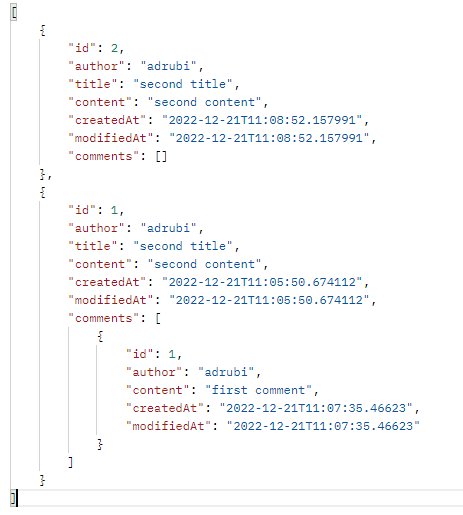 [
    {
        "id": 2,
        "author": "adrubi",
        "title": "second title",
        "content": "second content",
        "createdAt": "2022-12-21T11:08:52.157991",
        "modifiedAt": "2022-12-21T11:08:52.157991",
        "comments": []
    },
    {
        "id": 1,
        "author": "adrubi",
        "title": "second title",
        "content": "second content",
        "createdAt": "2022-12-21T11:05:50.674112",
        "modifiedAt": "2022-12-21T11:05:50.674112",
        "comments": [
            {
                "id": 1,
                "author": "adrubi",
                "content": "first comment",
                "createdAt": "2022-12-21T11:07:35.46623",
                "modifiedAt": "2022-12-21T11:07:35.46623"
            }
        ]
    }
]